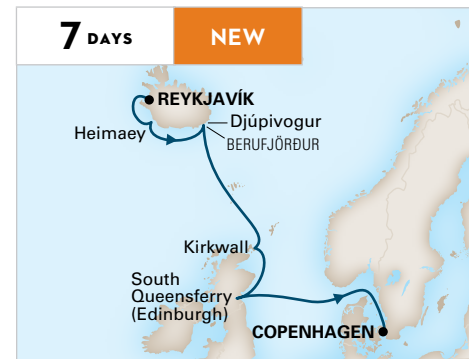 7 DAYS
NEW
REYKJAVÍK
Djúpivogur
Heimaey
BERUFJÖRÐUR
Kirkwall
South
Queensferry
(Edinburgh)
COPENHAGEN